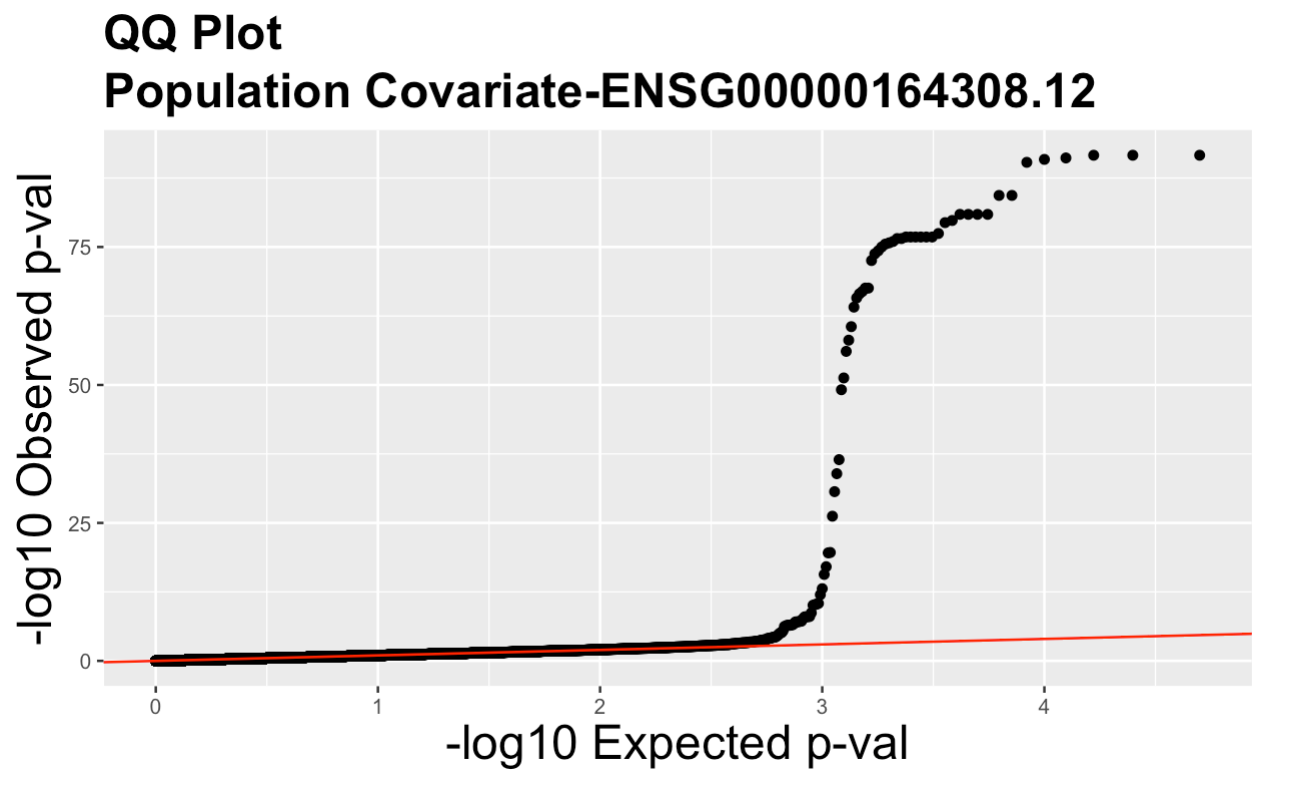 QQ Plot
Population Covariate-ENSG00000164308.12
-log10 Observed p-val
75
50
25
0
0 1 2 3 4
-log10 Expected p-val